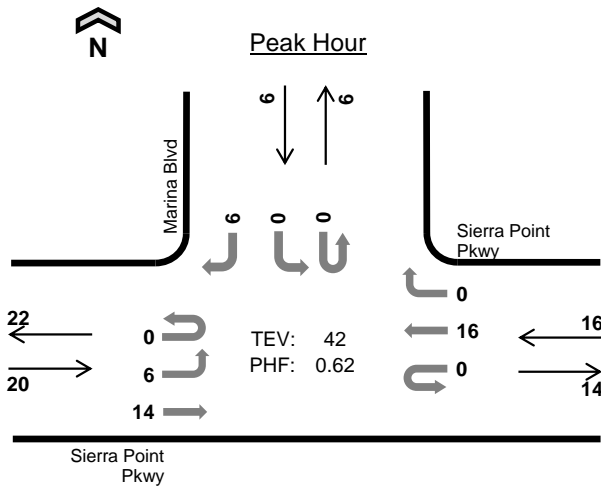 N
Peak Hour
6
6
Marina Blvd
6
0
0
Sierra Point
Pkwy
0
22
0
TEV: 42
16
16
20
6
PHF: 0.62
0
14
14
Sierra Point
Pkwy